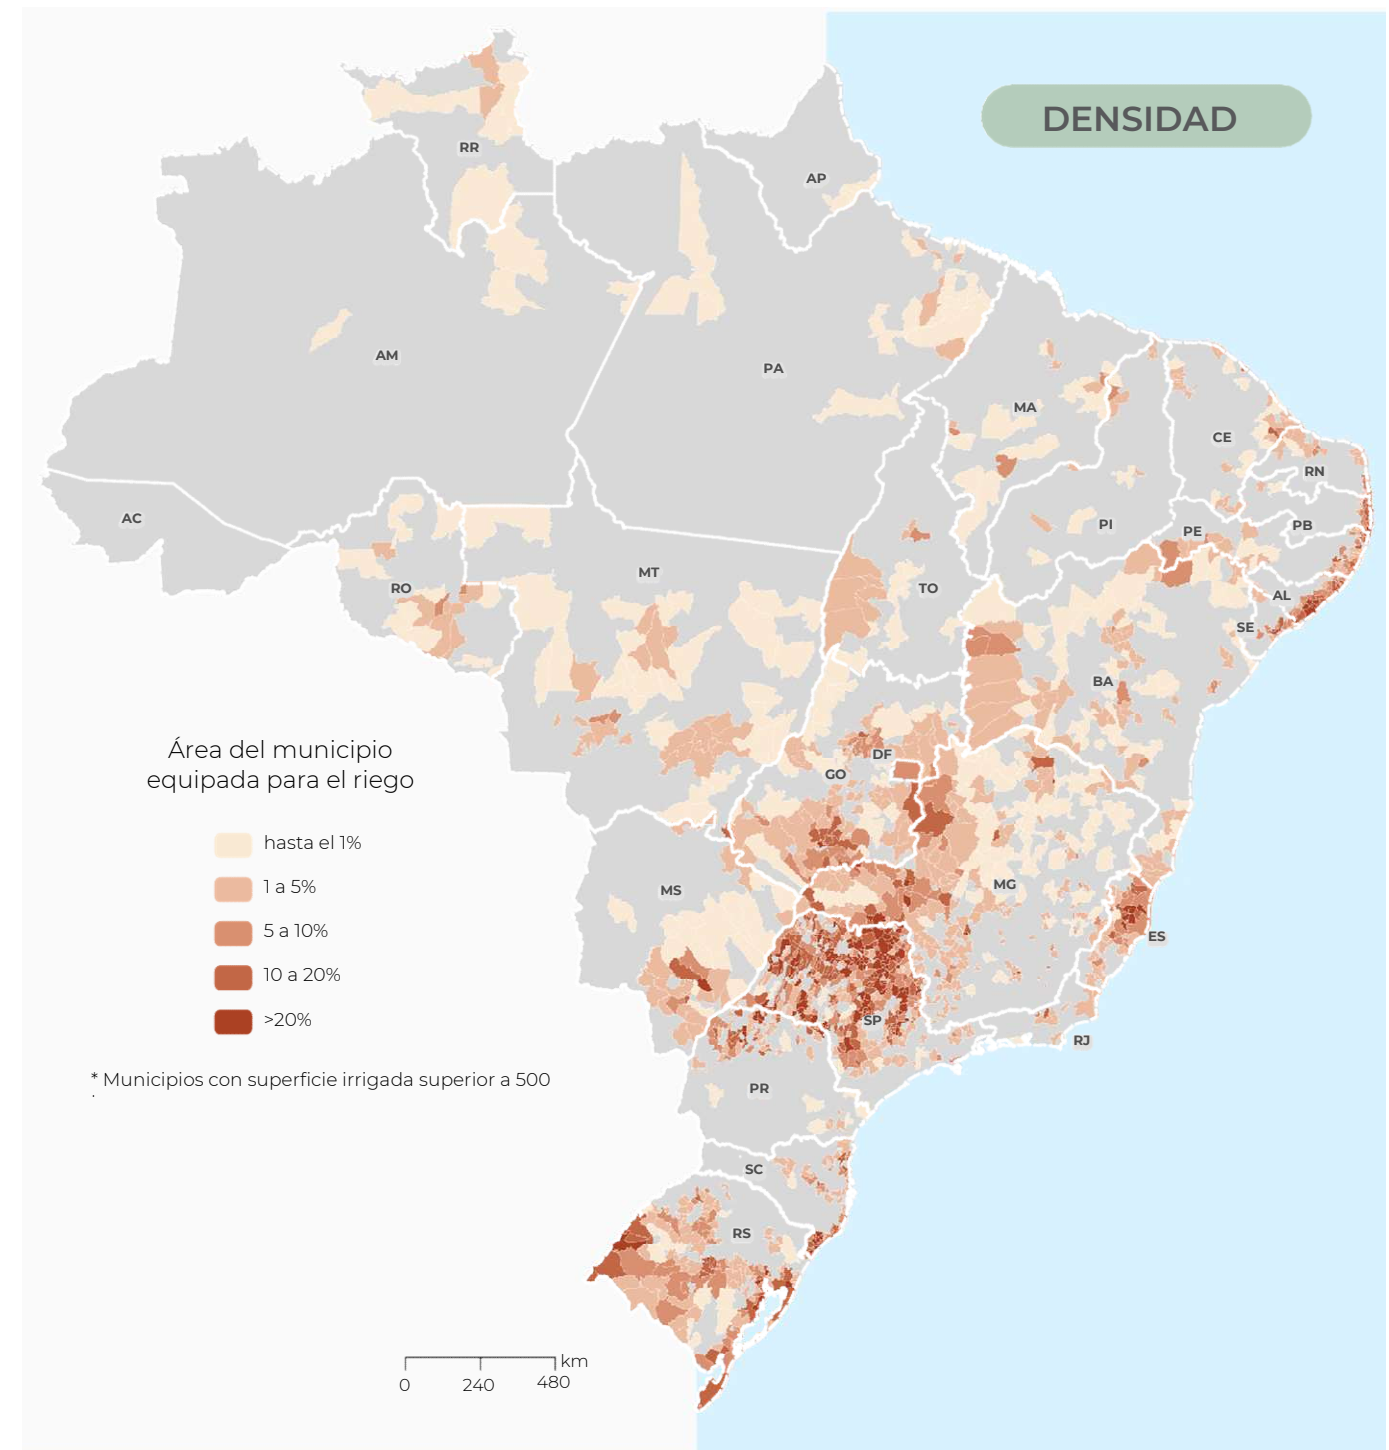 DENSIDAD
RR
AP
AM
PA
MA
CE
RN
AC
PI
PE
PB
RO
MT
TO
AL
SE
BA
DF
GO
MS
MG
ES
SP
RJ
PR
SC
RS
Área del municipio
equipada para el riego
hasta el 1%
1 a 5%
5 a 10%
10 a 20%
>20%
* Municipios con superficie irrigada superior a 500
.
km
0 240 480